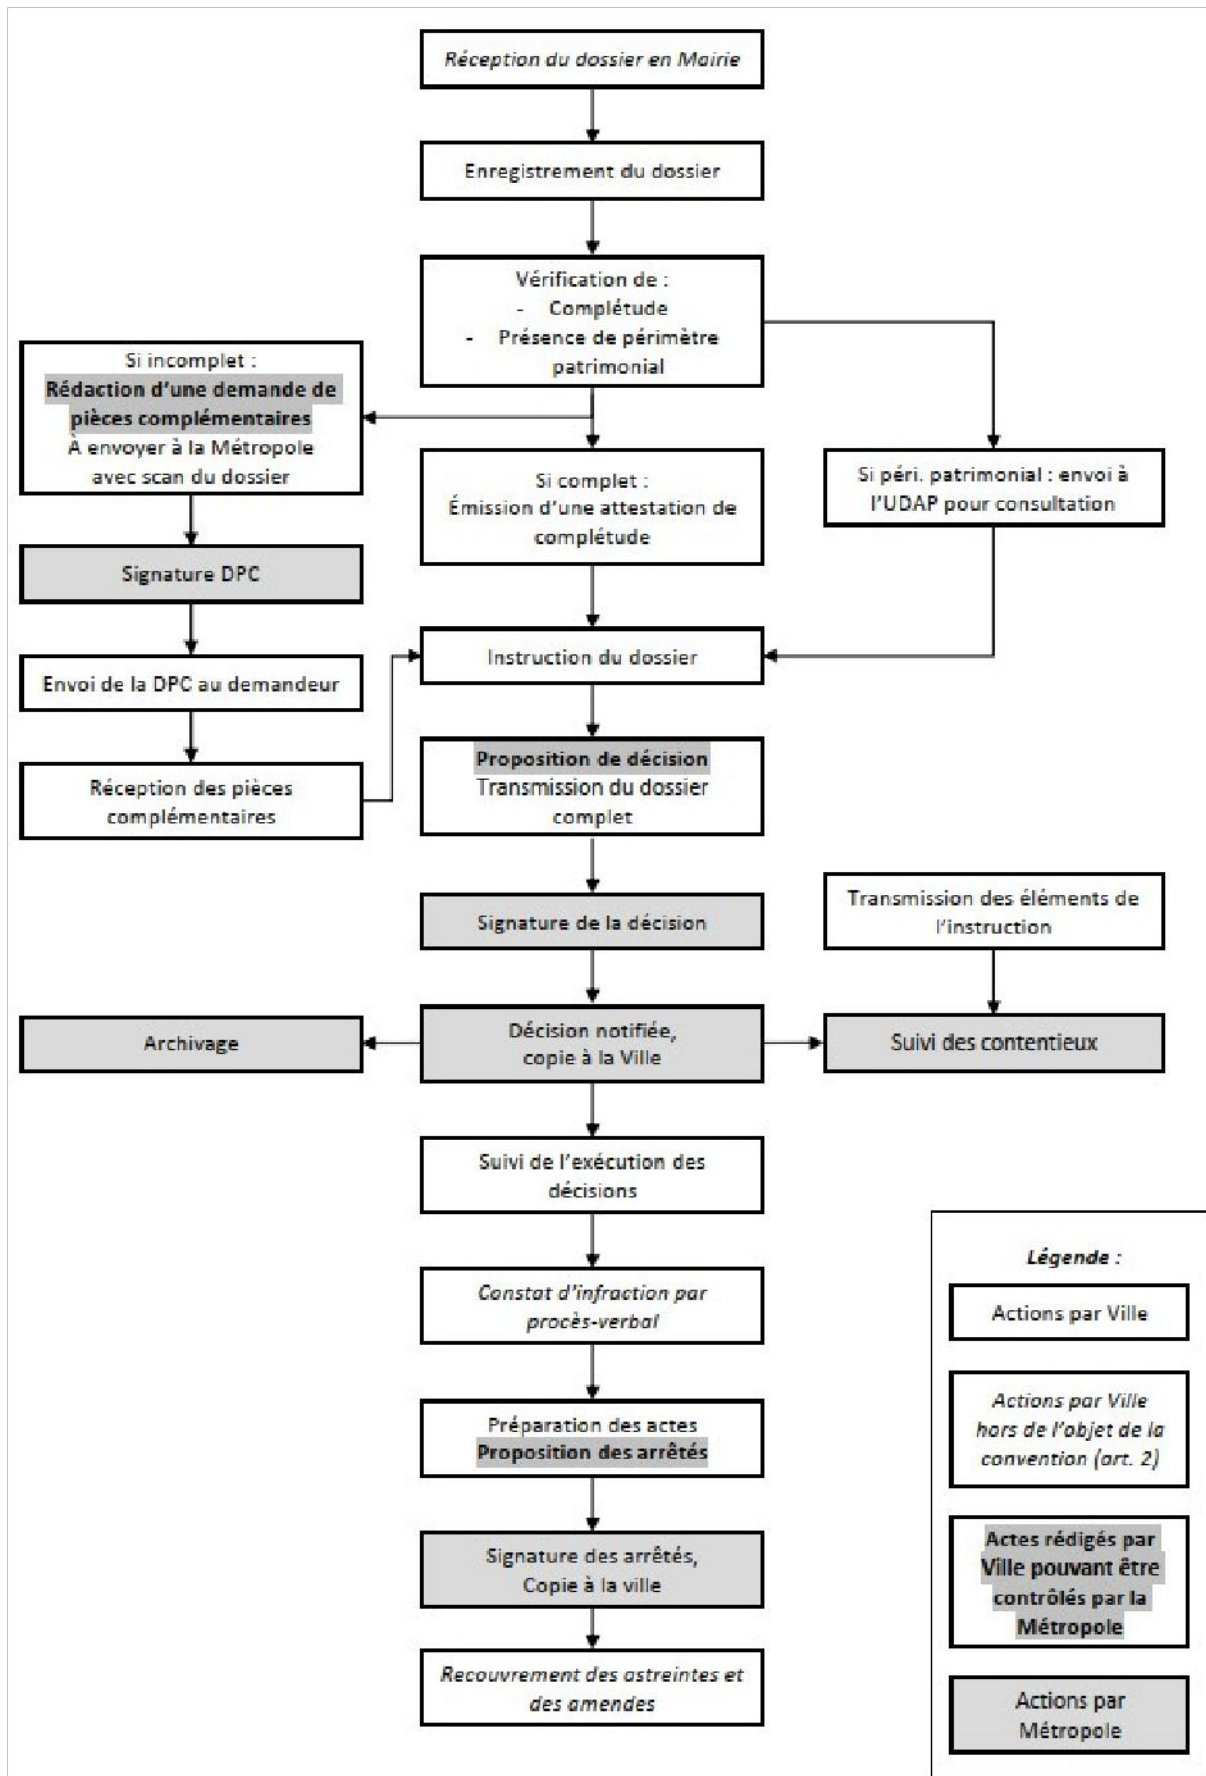 Réception du dossier en Mairie
Enregistrement du dossier
Vérification de :
- Complétude
- Présence de périmètre
patrimonial
Si incomplet :
Rédaction d'une demande de
pièces complémentaires
À envoyer à la Métropole
avec scan du dossier
Si complet :
Émission d'une attestation de
complétude
Si péri. patrimonial : envoi à
l'UDAP pour consultation
Signature DPC
Envoi de la DPC au demandeur
Réception des pièces
complémentaires
Instruction du dossier
Proposition de décision
Transmission du dossier
complet
Signature de la décision
Transmission des éléments de
l'instruction
Archivage
Décision notifiée,
copie à la Ville
Suivi des contentieux
Suivi de l'exécution des
décisions
Constat d'infraction par
procès-verbal
Préparation des actes
Proposition des arrêtés
Signature des arrêtés,
Copie à la ville
Recouvrement des astreintes et
des amendes
Légende :
Actions par Ville
Actions par Ville
hors de l'objet de la
convention (art. 2)
Actes rédigés par
Ville pouvant être
contrôlés par la
Métropole
Actions par
Métropole